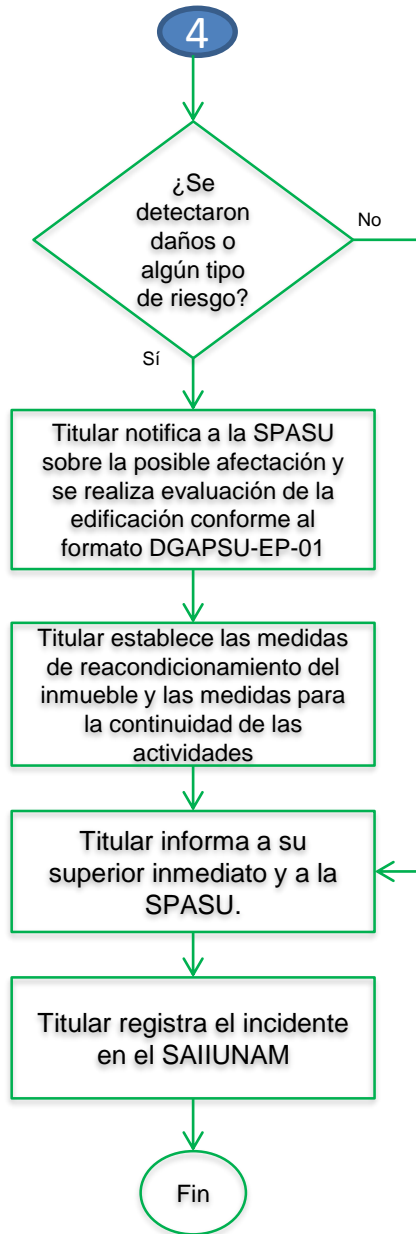 4
¿Se
detectaron
daños o
algún tipo
de riesgo?
No
Sí
Titular notifica a la SPASU
sobre la posible afectación y
se realiza evaluación de la
edificación conforme al
formato DGAPSU-EP-01
Titular establece las medidas
de reacondicionamiento del
inmueble y las medidas para
la continuidad de las
actividades
Titular informa a su
superior inmediato y a la
SPASU.
Titular registra el incidente
en el SAIIUNAM
Fin